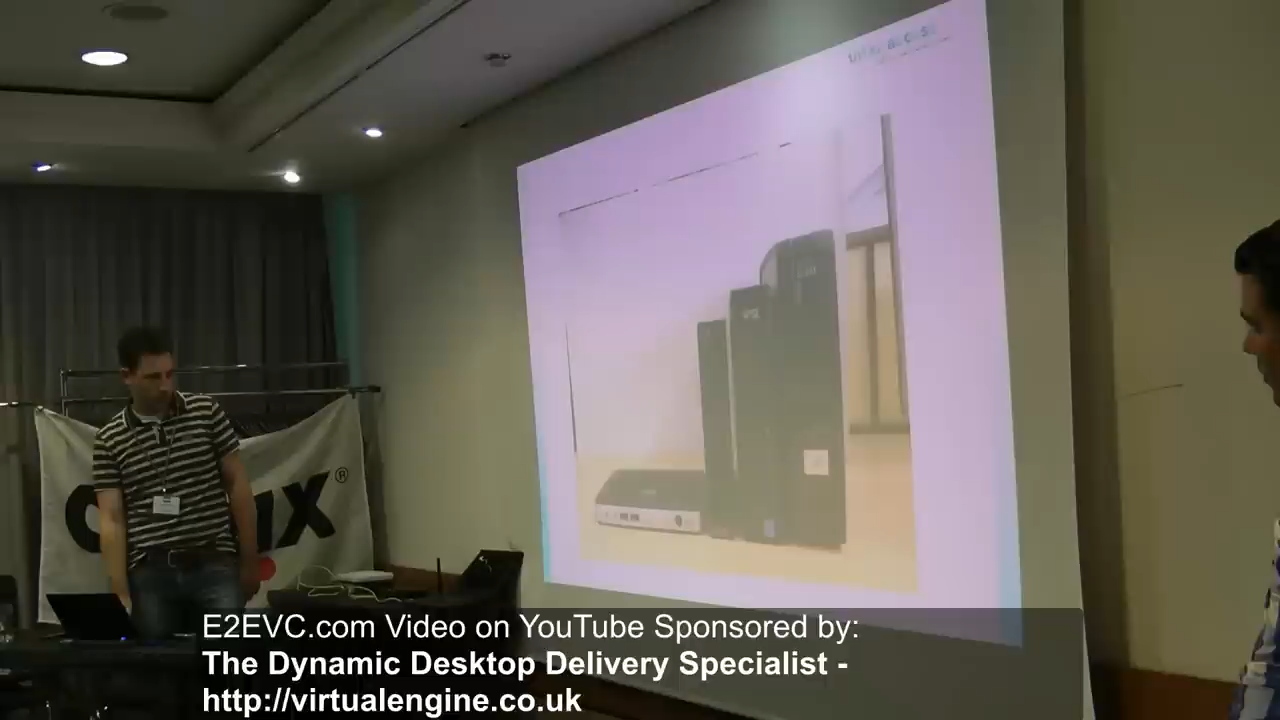 E2EVC.com Video on YouTube Sponsored by:
The Dynamic Desktop Delivery Specialist -
http://virtualengine.co.uk